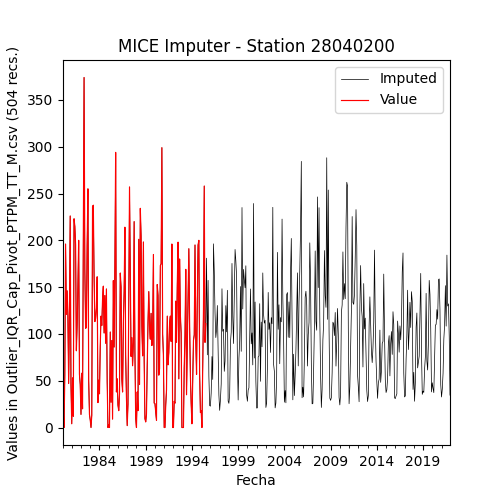 MICE Imputer - Station 28040200
Imputed
Value
Values in Outlier_IQR_Cap_Pivot_PTPM_TT_M.csv (504 recs.)
350
300
250
200
150
100
50
0
1984 1989 1994 1999 2004 2009 2014 2019
Fecha